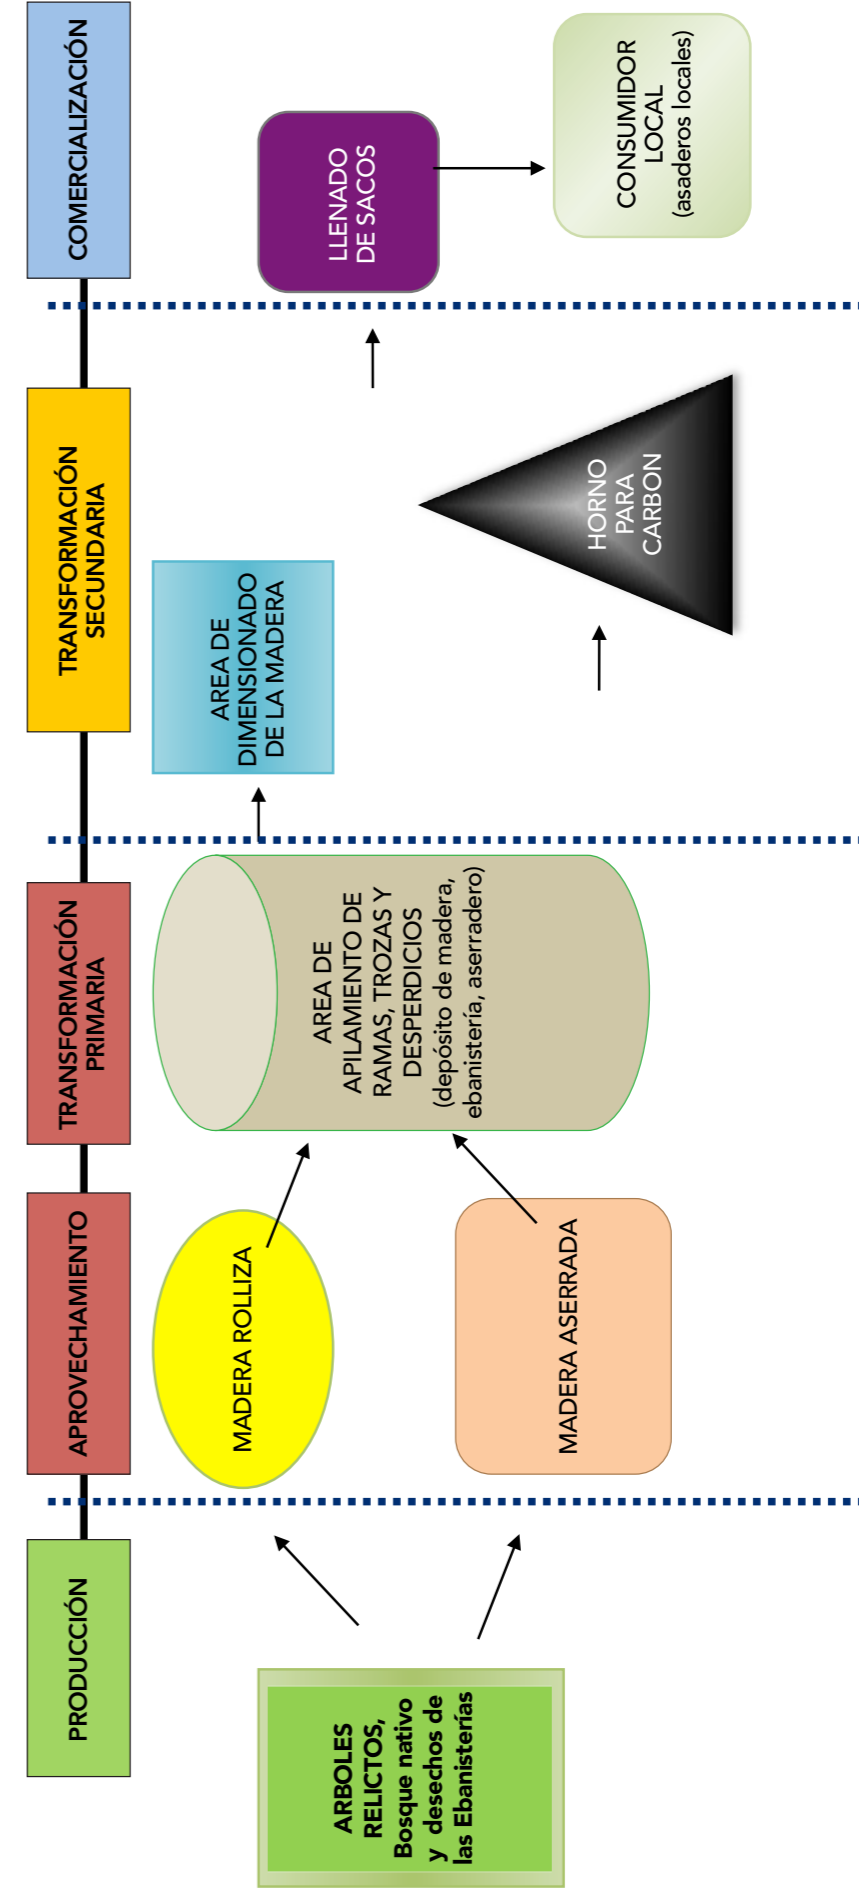 PRODUCCIÓN
APROVECHAMIENTO
TRANSFORMACIÓN
PRIMARIA
TRANSFORMACIÓN
SECUNDARIA
COMERCIALIZACIÓN
ARBOLES
RELICTOS,
Bosque nativo
y desechos de
las Ebanisterías
MADERA ROLLIZA
MADERA ASERRADA
AREA DE
APILAMIENTO DE
RAMAS, TROZAS Y
DESPERDICIOS
(depósito de madera,
ebanistería, aserradero)
AREA DE
DIMENSIONADO
DE LA MADERA
HORNO
PARA
CARBON
LLENADO
DE SACOS
CONSUMIDOR
LOCAL
(asaderos locales)